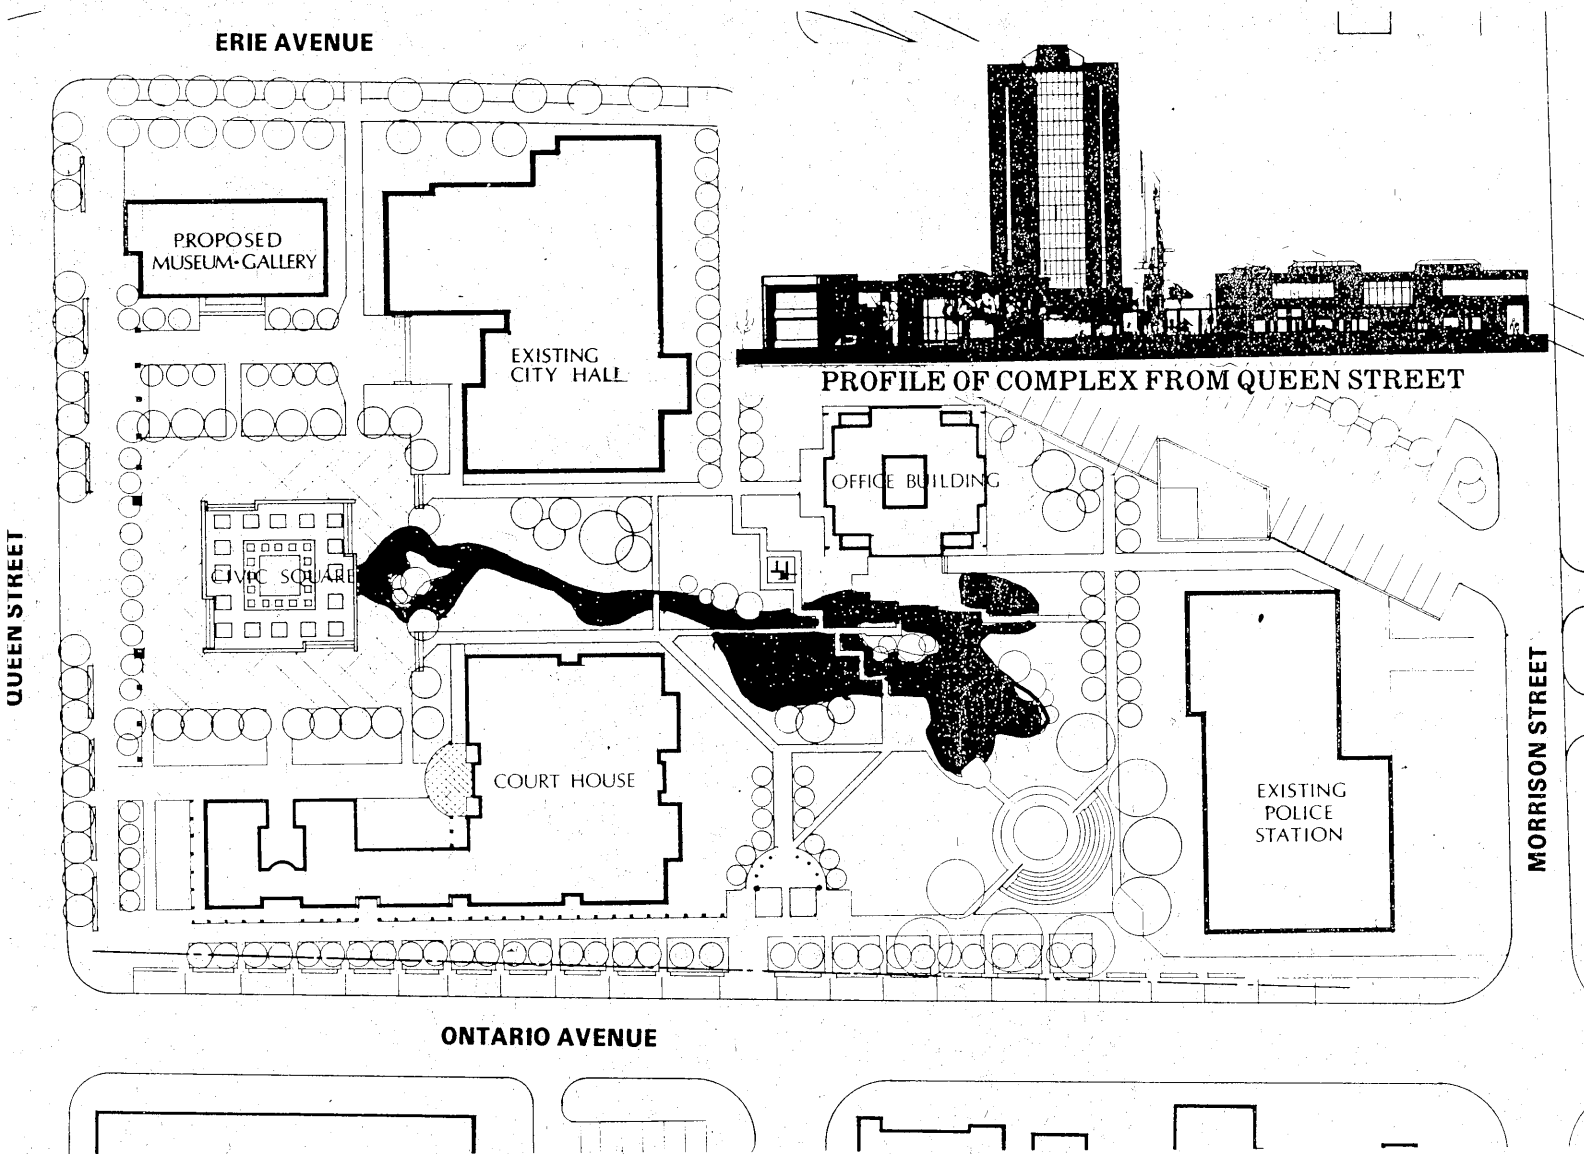 ERIE AVENUE
PROPOSED
MUSEUM•GALLERY
EXISTING
CITY HALL
PROFILE OF COMPLEX FROM QUEEN STREET
OFFICE BUILDING
CIVIC SQUARE
QUEEN STREET
COURT HOUSE
EXISTING
POLICE
STATION
MORRISON STREET
ONTARIO AVENUE